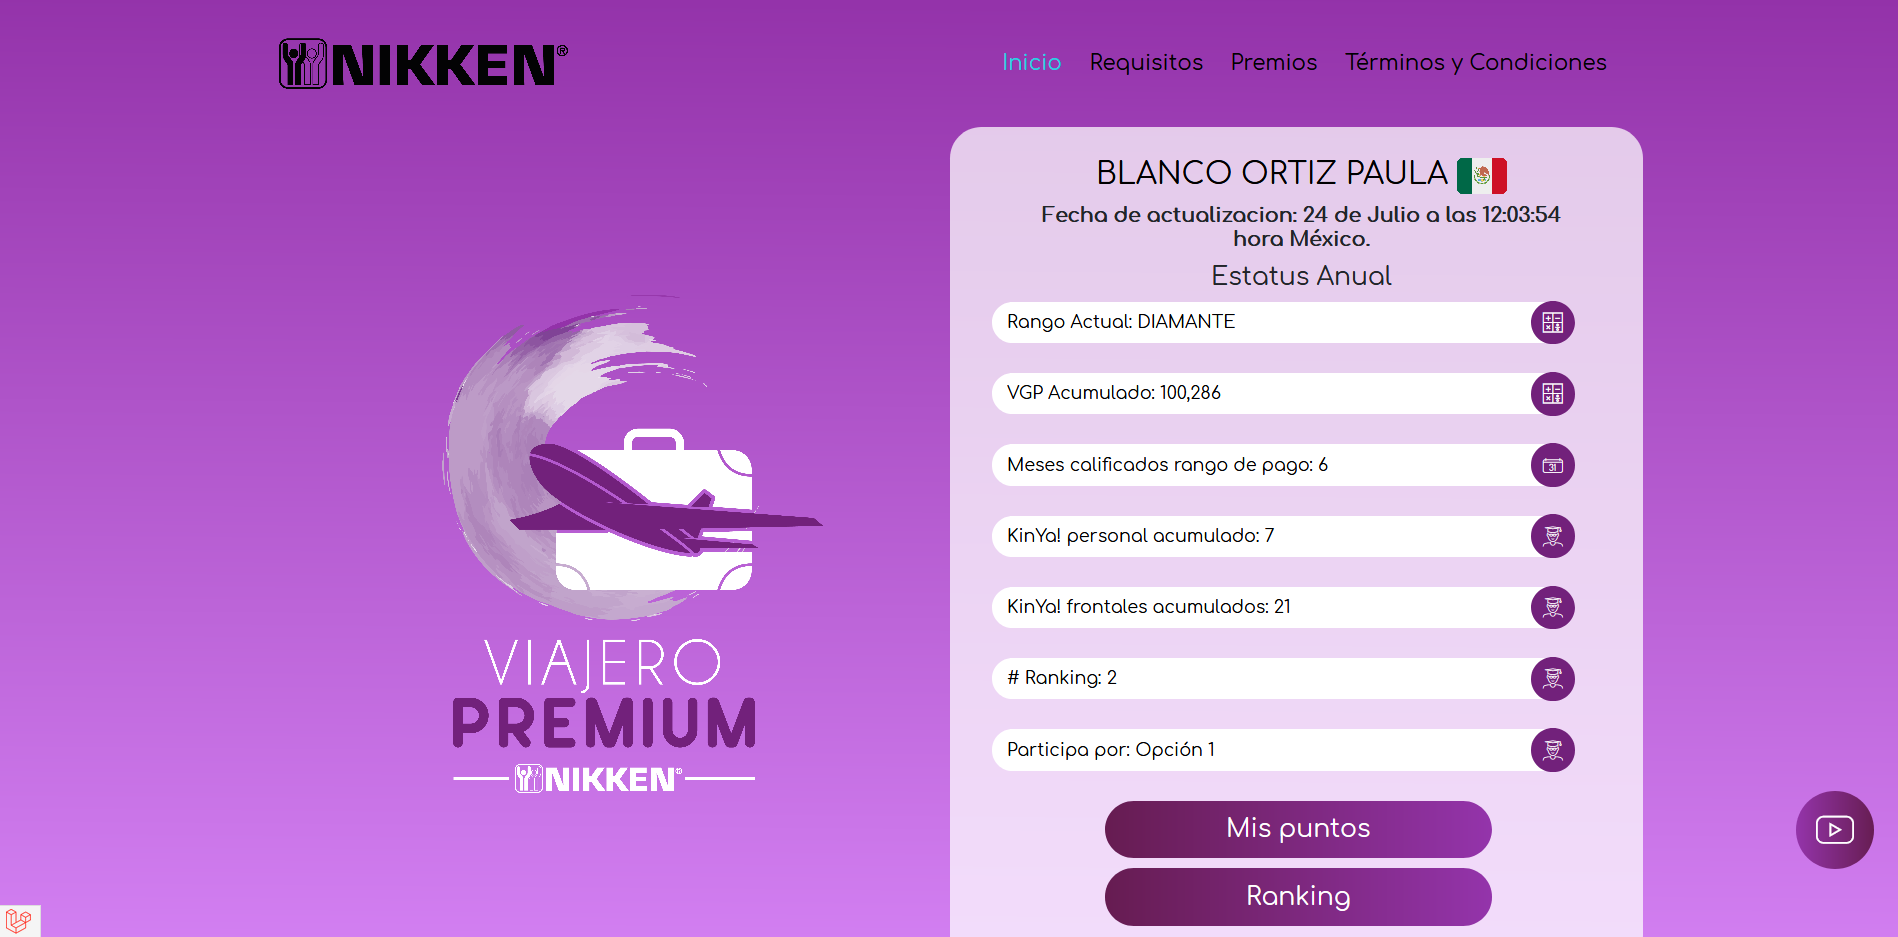 NIKKEN®
Inicio Requisitos Premios Términos y Condiciones
BLANCO ORTIZ PAULA
Fecha de actualizacion: 24 de Julio a las 12:03:54
hora México.
Estatus Anual
Rango Actual: DIAMANTE
VGP Acumulado: 100,286
Meses calificados rango de pago: 6
31
KinYa! personal acumulado: 7
KinYa! frontales acumulados: 21
# Ranking: 2
Participa por: Opción 1
Mis puntos
Ranking
VIAJERO
PREMIUM
NIKKEN®